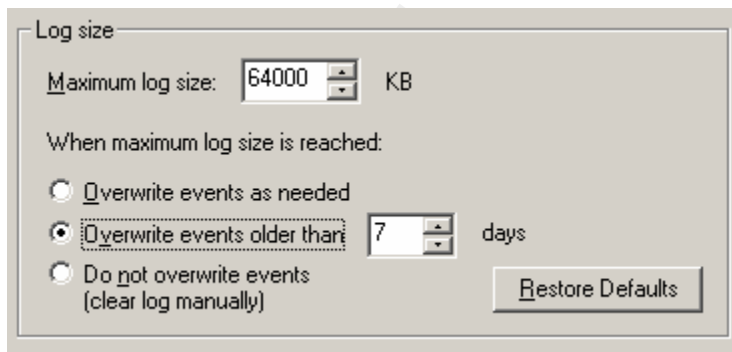 Log size
Maximum log size: 64000 KB
When maximum log size is reached:
Overwrite events as needed
Overwrite events older than 7 days
Do not overwrite events
(clear log manually)
Restore Defaults